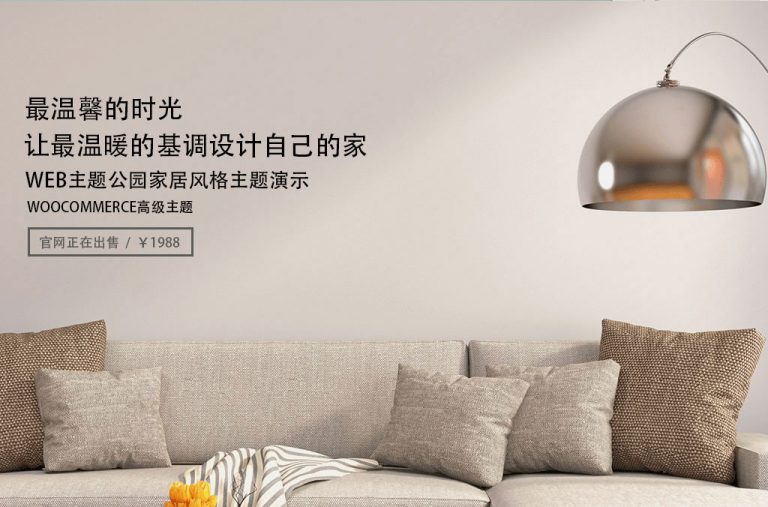 最温馨的时光
让最温暖的基调设计自己的家
WEB主题公园家居风格主题演示
WOOCOMMERCE高级主题
官网正在出售 / ￥1988